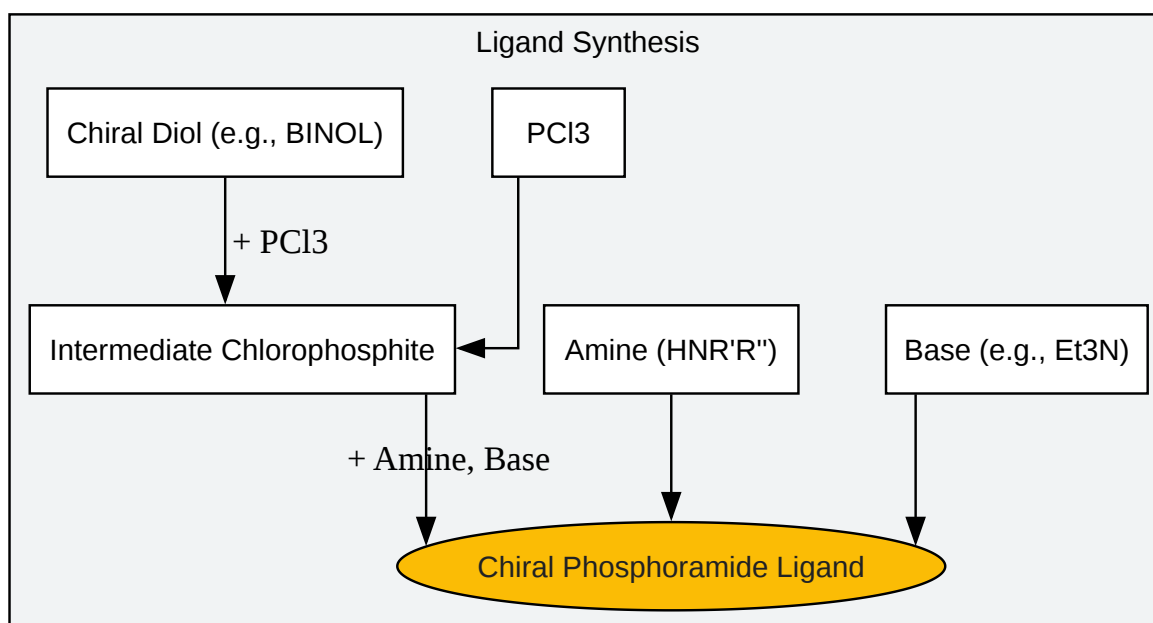 Ligand Synthesis
Chiral Diol (e.g., BINOL)
PCl3
+ PCl3
Intermediate Chlorophosphite
Amine (HNR'R'')
Base (e.g., Et3N)
+ Amine, Base
Chiral Phosphoramide Ligand